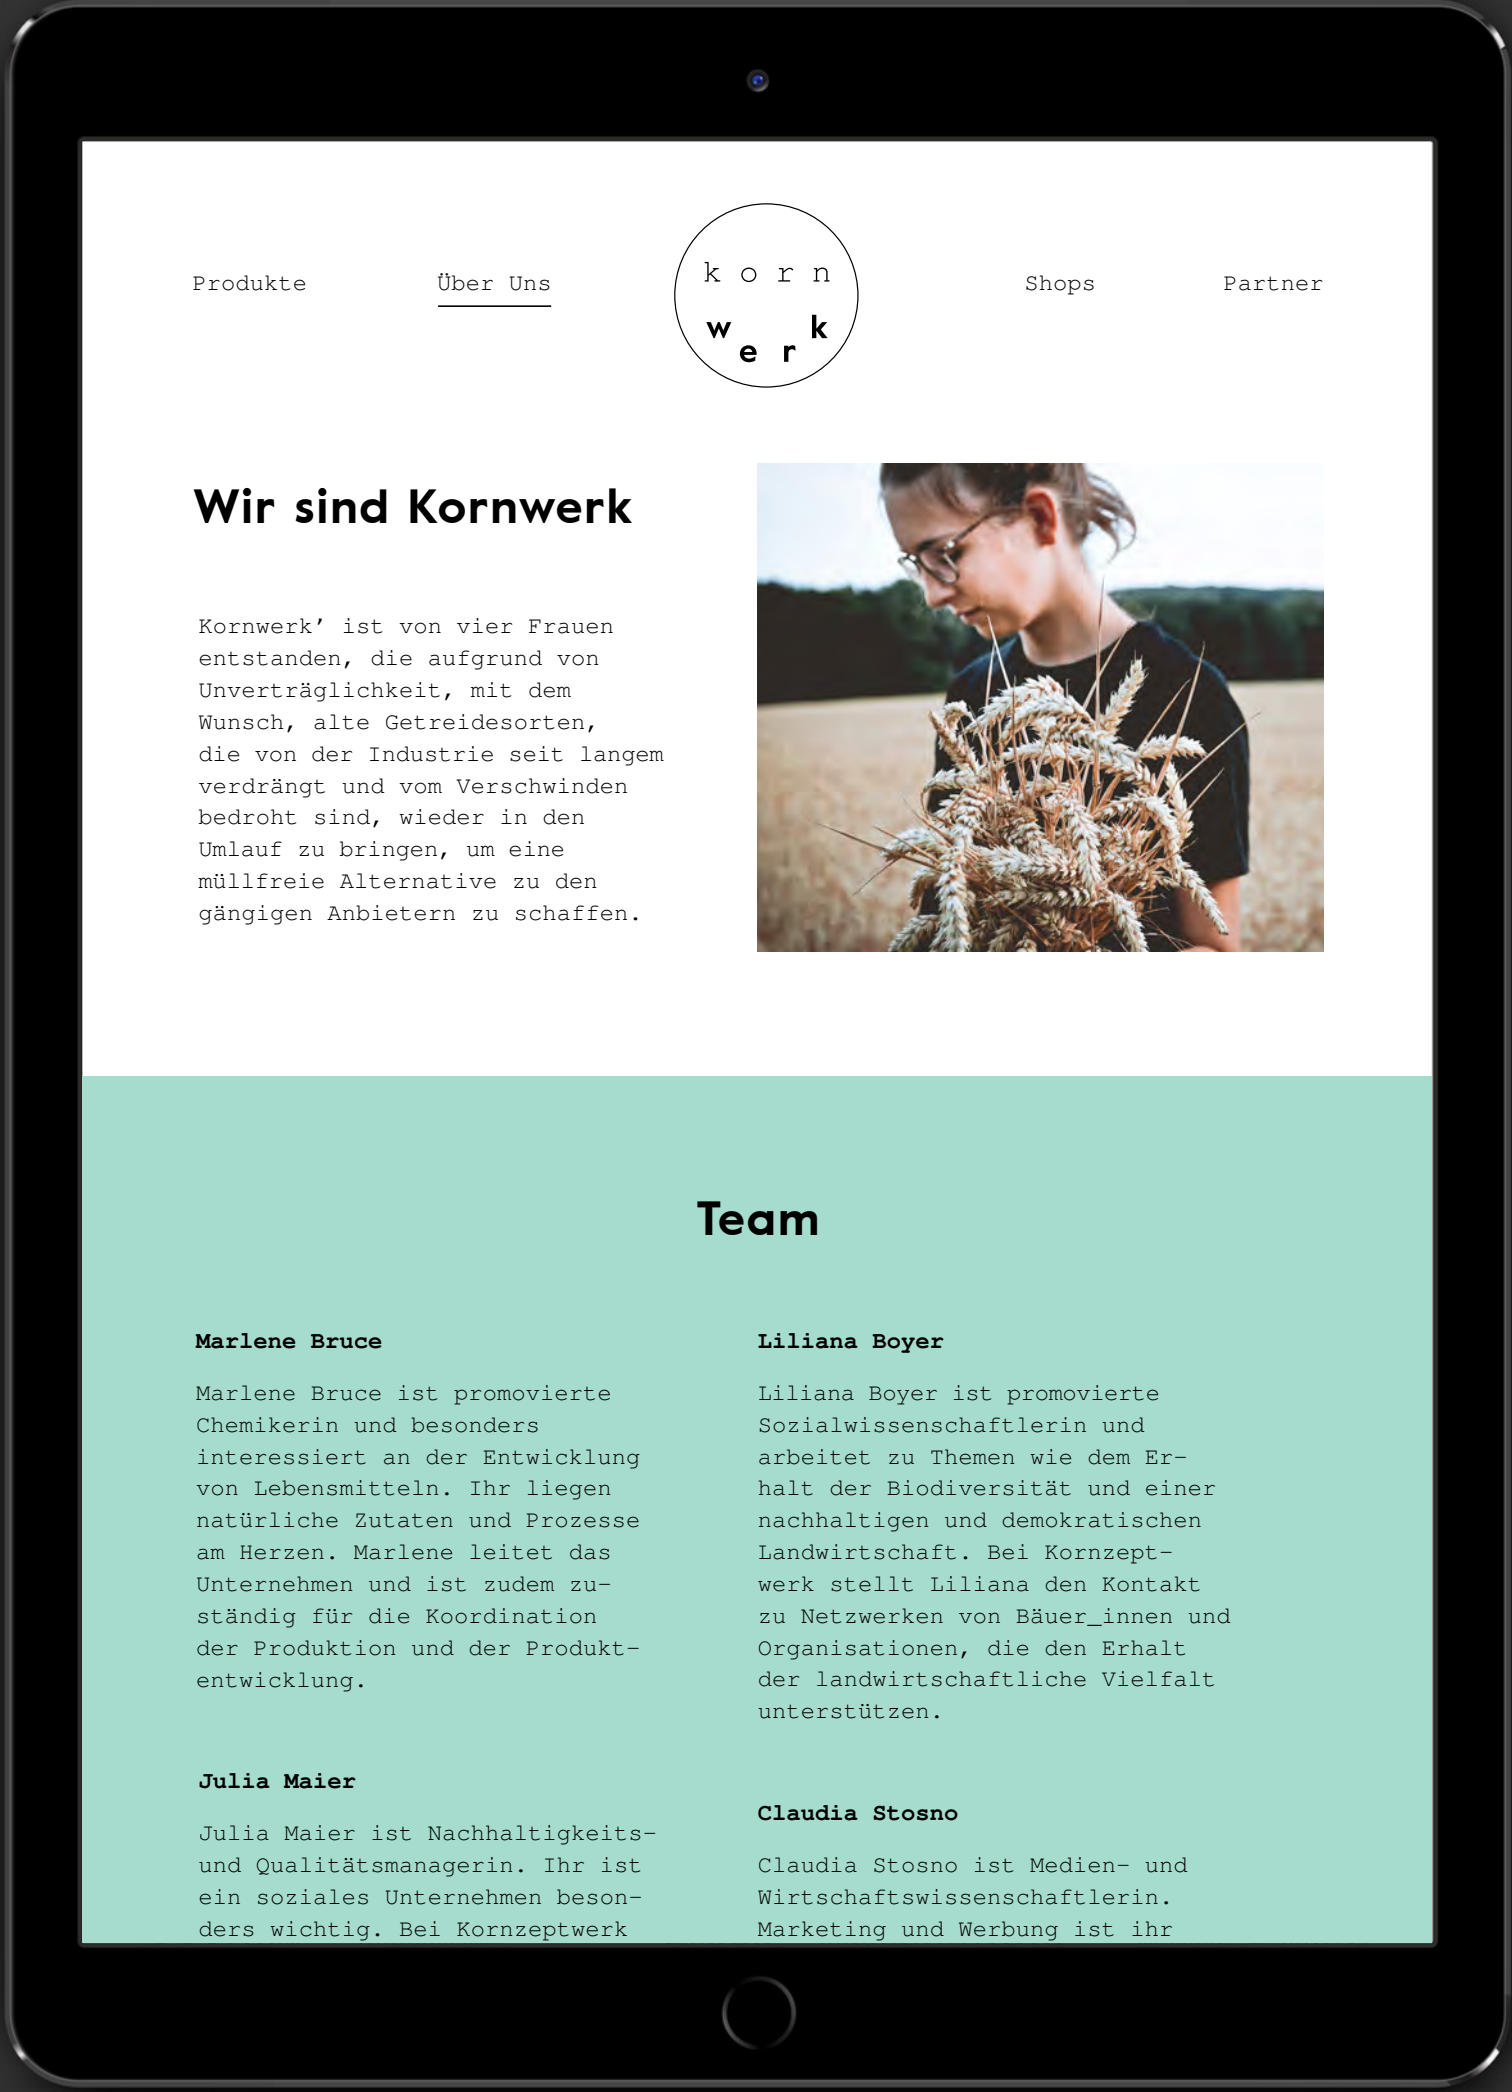 Produkte
Über Uns
korn
werk
Shops
Partner
Wir sind Kornwerk
Kornwerk’ ist von vier Frauen
entstanden, die aufgrund von
Unverträglichkeit, mit dem
Wunsch, alte Getreidesorten,
die von der Industrie seit langem
verdrängt und vom Verschwinden
bedroht sind, wieder in den
Umlauf zu bringen, um eine
müllfreie Alternative zu den
gängigen Anbietern zu schaffen.
Team
Marlene Bruce
Marlene Bruce ist promovierte
Chemikerin und besonders
interessiert an der Entwicklung
von Lebensmitteln. Ihr liegen
natürliche Zutaten und Prozesse
am Herzen. Marlene leitet das
Unternehmen und ist zudem zu-
ständig für die Koordination
der Produktion und der Produkt-
entwicklung.
Julia Maier
Julia Maier ist Nachhaltigkeits-
und Qualitätsmanagerin. Ihr ist
ein soziales Unternehmen beson-
ders wichtig. Bei Kornzeptwerk
Liliana Boyer
Liliana Boyer ist promovierte
Sozialwissenschaftlerin und
arbeitet zu Themen wie dem Er-
halt der Biodiversität und einer
nachhaltigen und demokratischen
Landwirtschaft. Bei Kornzept-
werk stellt Liliana den Kontakt
zu Netzwerken von Bäuer_innen und
Organisationen, die den Erhalt
der landwirtschaftliche Vielfalt
unterstützen.
Claudia Stosno
Claudia Stosno ist Medien- und
Wirtschaftswissenschaftlerin.
Marketing und Werbung ist ihr